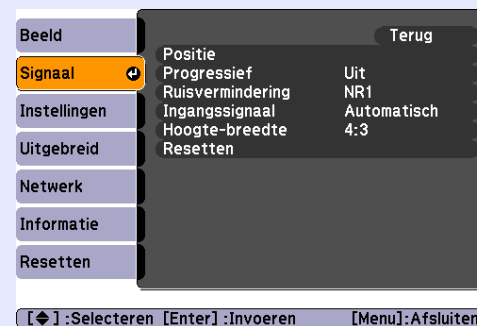 Beeld
Signaal
Instellingen
Uitgebreid
Netwerk
Informatie
Resetten
Terug
Positie
Progressief Uit
Ruisvermindering NR1
Ingangssignaal Automatisch
Hoogte-breedte 4:3
Resetten
[◆] :Selecteren [Enter] :Invoeren [Menu]:Afsluiten